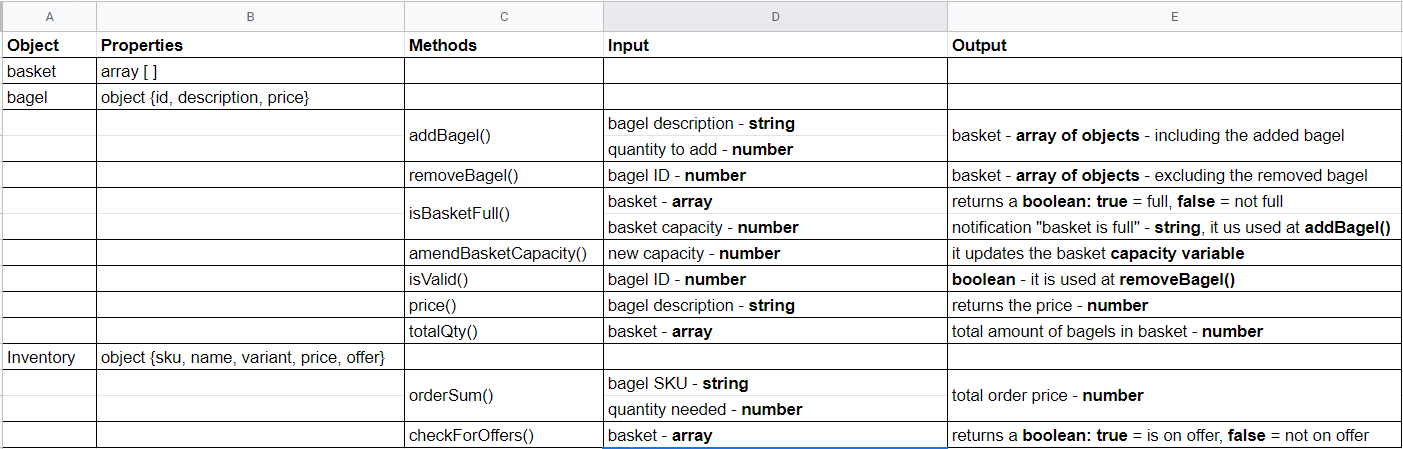 A B C D E
Object Properties Methods Input Output
basket array [ ]
bagel object {id, description, price}
addBagel() bagel description - string basket - array of objects - including the added bagel
quantity to add - number
removeBagel() bagel ID - number basket - array of objects - excluding the removed bagel
isBasketFull() basket - array returns a boolean: true = full, false = not full
basket capacity - number notification "basket is full" - string, it us used at addBagel()
amendBasketCapacity() new capacity - number it updates the basket capacity variable
isValid() bagel ID - number boolean - it is used at removeBagel()
price() bagel description - string returns the price - number
totalQty() basket - array total amount of bagels in basket - number
Inventory object {sku, name, variant, price, offer}
orderSum() bagel SKU - string total order price - number
quantity needed - number
checkForOffers() basket - array returns a boolean: true = is on offer, false = not on offer